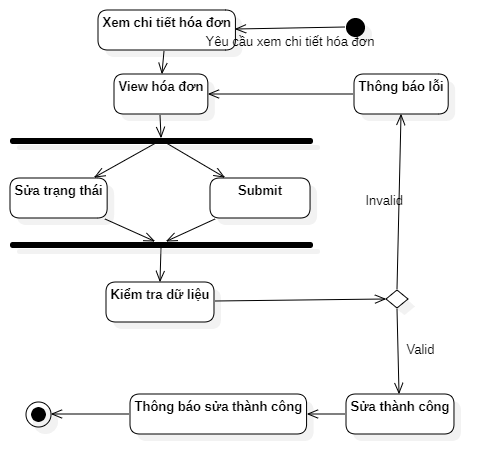 Xem chi tiết hóa đơn
Yêu cầu xem chi tiết hóa đơn
View hóa đơn
Thông báo lỗi
Sửa trạng thái
Submit
Invalid
Kiểm tra dữ liệu
Valid
Thông báo sửa thành công
Sửa thành công